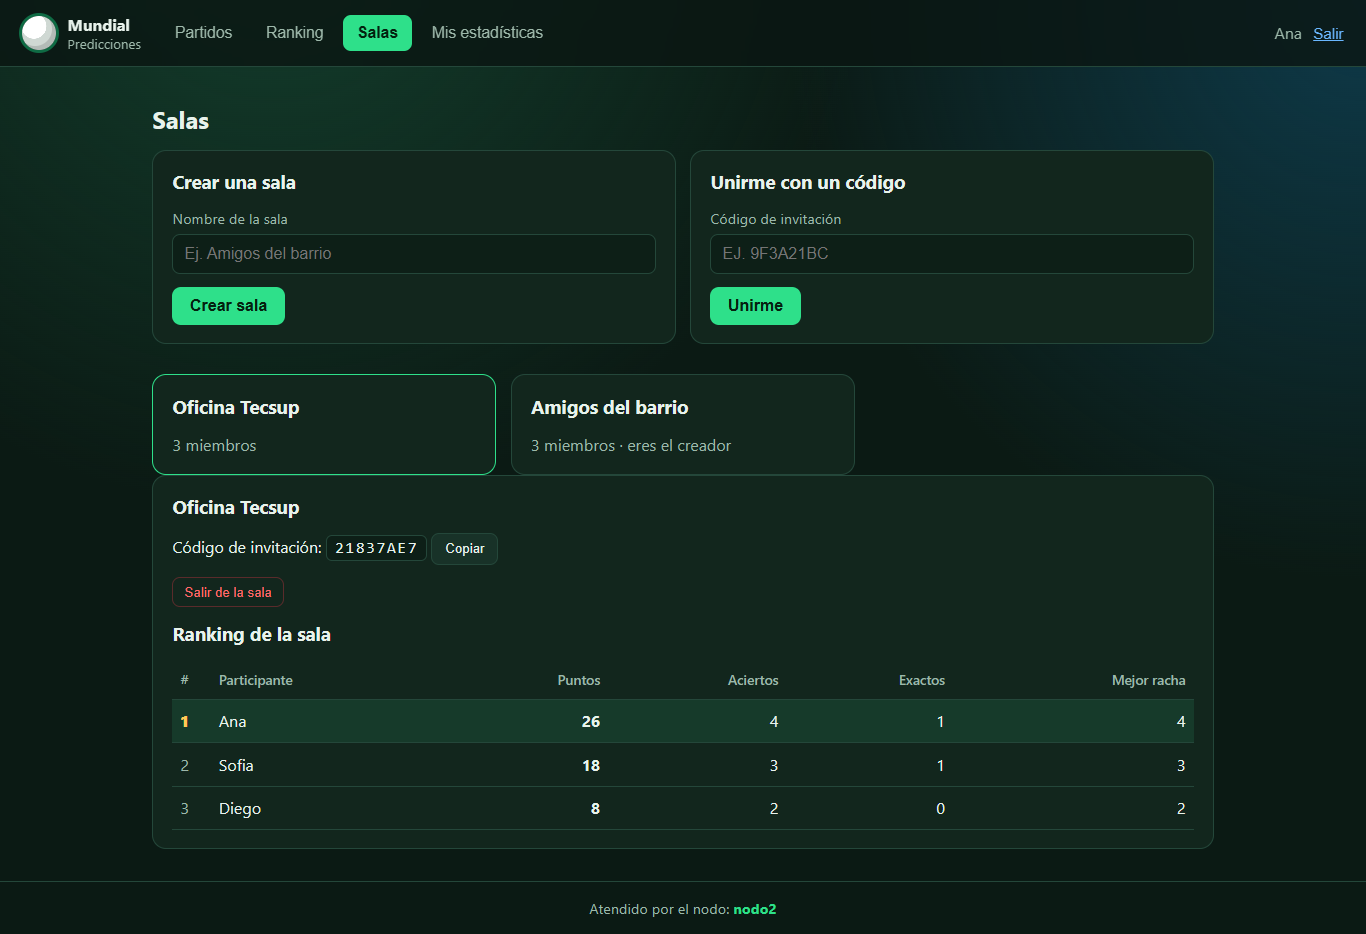 Mundial
Predicciones
Partidos Ranking Salas Mis estadísticas
Ana Salir
Salas
Crear una sala
Nombre de la sala
Ej. Amigos del barrio
Crear sala
Unirme con un código
Código de invitación
EJ. 9F3A21BC
Unirme
Oficina Tecsup
3 miembros
Amigos del barrio
3 miembros · eres el creador
Oficina Tecsup
Código de invitación: 21837AE7 Copiar
Salir de la sala
Ranking de la sala
# Participante Puntos Aciertos Exactos Mejor racha
1 Ana 26 4 1 4
2 Sofia 18 3 1 3
3 Diego 8 2 0 2
Atendido por el nodo: nodo2